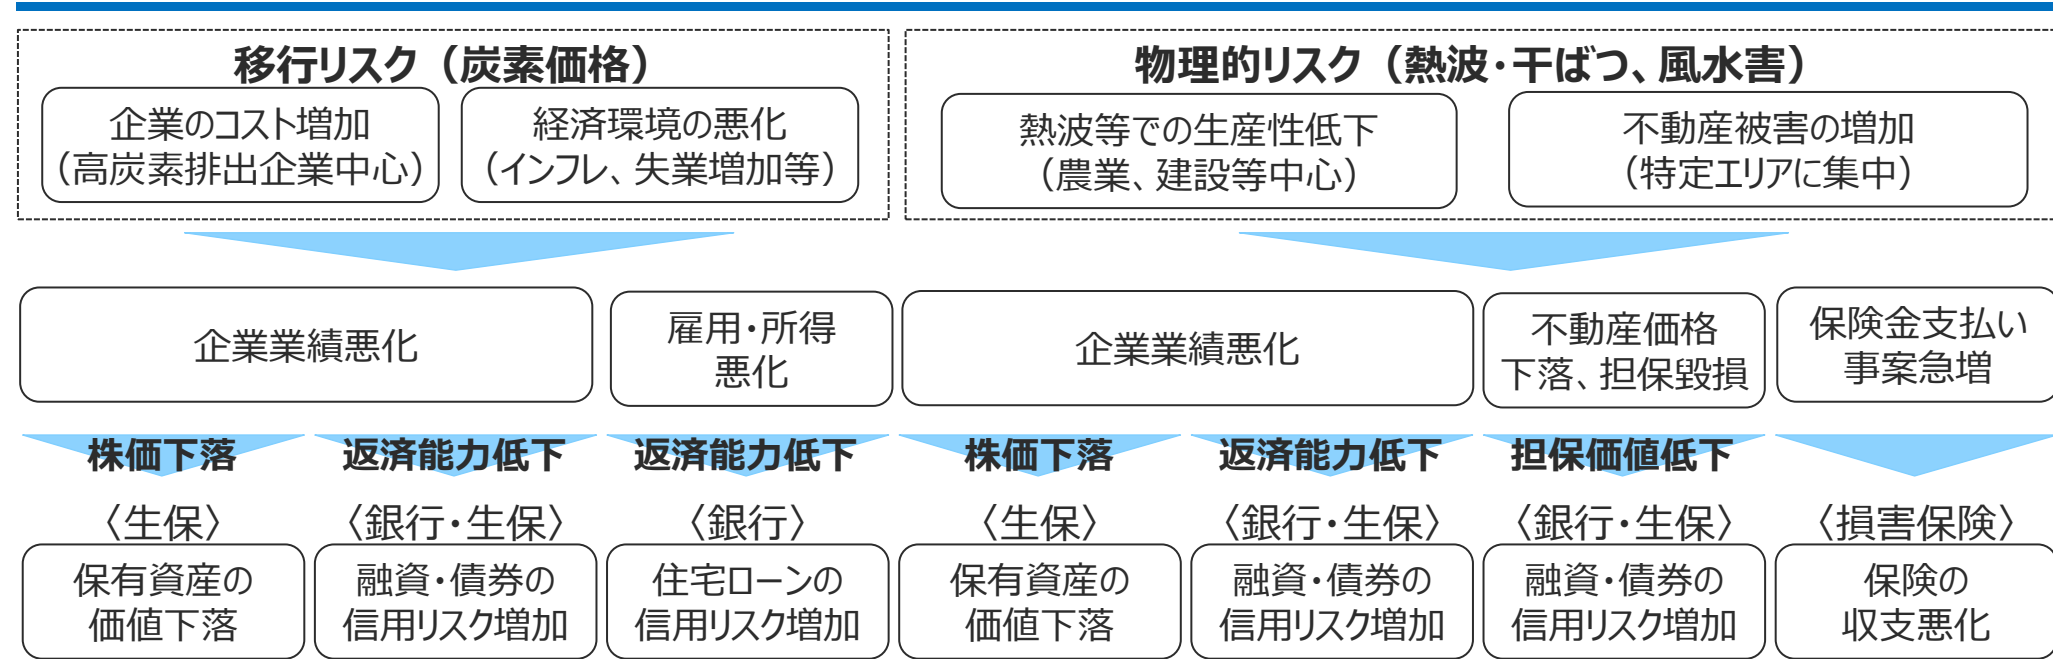 移行リスク（炭素価格）
企業のコスト増加
（高炭素排出企業中心）
経済環境の悪化
（インフレ、失業増加等）
物理的リスク（熱波・干ばつ、風水害）
熱波等での生産性低下
（農業、建設等中心）
不動産被害の増加
（特定エリアに集中）
企業業績悪化
雇用・所得
悪化
企業業績悪化
不動産価格
下落、担保毀損
保険金支払い
事案急増
株価下落
返済能力低下
返済能力低下
株価下落
返済能力低下
担保価値低下
〈生保〉
〈銀行・生保〉
〈銀行〉
〈生保〉
〈銀行・生保〉
〈銀行・生保〉
〈損害保険〉
保有資産の
価値下落
融資・債券の
信用リスク増加
住宅ローンの
信用リスク増加
保有資産の
価値下落
融資・債券の
信用リスク増加
融資・債券の
信用リスク増加
保険の
収支悪化